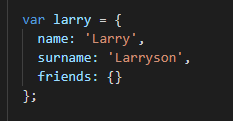 var larry = {
  name: 'Larry',
  surname: 'Larryson',
  friends: {}
};